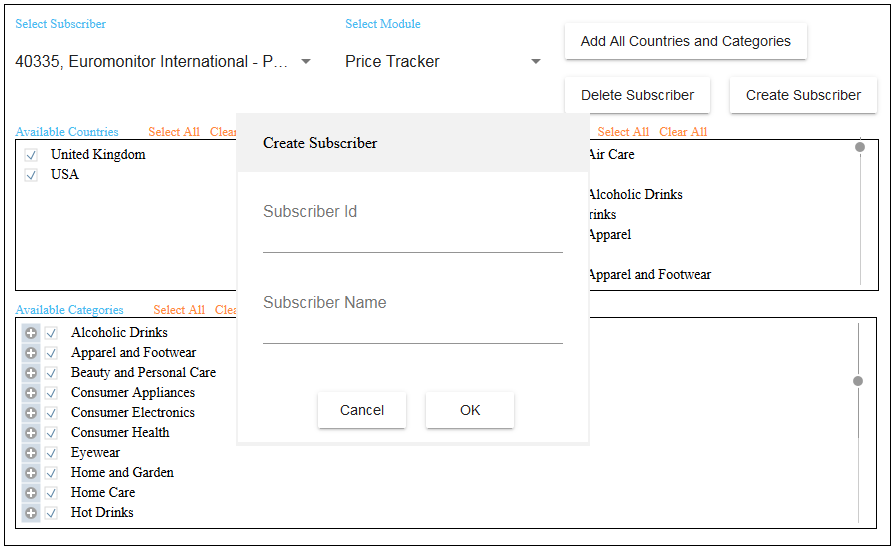 Select Subscriber
Select Module
40335, Euromonitor International - P...
Price Tracker
Add All Countries and Categories
Delete Subscriber
Create Subscriber
Available Countries
Select All
Clear
Select All
Clear All
United Kingdom
USA
Air Care
Alcoholic Drinks
rinks
Apparel
Apparel and Footwear
Create Subscriber
Subscriber Id
Subscriber Name
Cancel
OK
Available Categories
Select All
Clea
Alcoholic Drinks
Apparel and Footwear
Beauty and Personal Care
Consumer Appliances
Consumer Electronics
Consumer Health
Eyewear
Home and Garden
Home Care
Hot Drinks